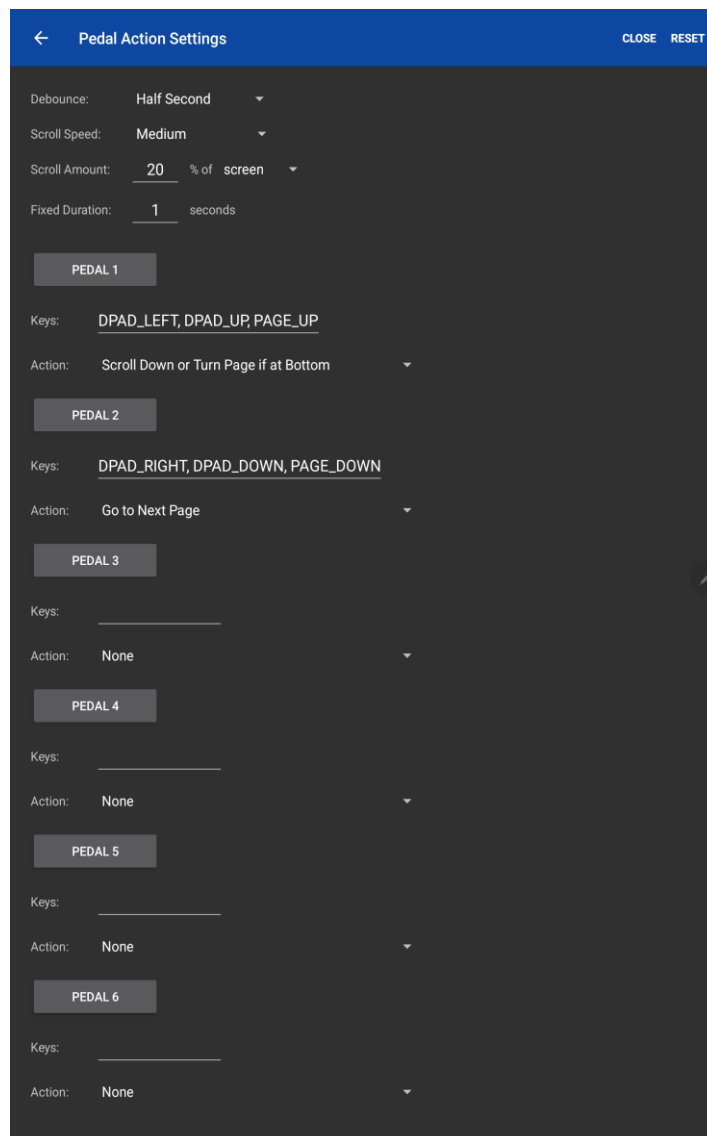 Pedal Action Settings CLOSE RESET
Debounce: Half Second
Scroll Speed: Medium
Scroll Amount: 20 % of screen
Fixed Duration: 1 seconds
PEDAL 1
Keys: DPAD_LEFT, DPAD_UP, PAGE_UP
Action: Scroll Down or Turn Page if at Bottom
PEDAL 2
Keys: DPAD_RIGHT, DPAD_DOWN, PAGE_DOWN
Action: Go to Next Page
PEDAL 3
Keys:
Action: None
PEDAL 4
Keys:
Action: None
PEDAL 5
Keys:
Action: None
PEDAL 6
Keys:
Action: None